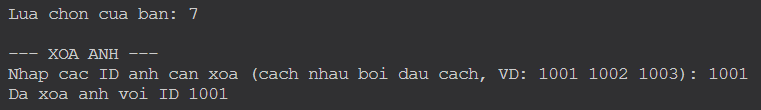 Lua chon cua ban: 7
--- XOA ANH ---
Nhap cac ID anh can xoa (cach nhau boi dau cach, VD: 1001 1002 1003): 1001
Da xoa anh voi ID 1001